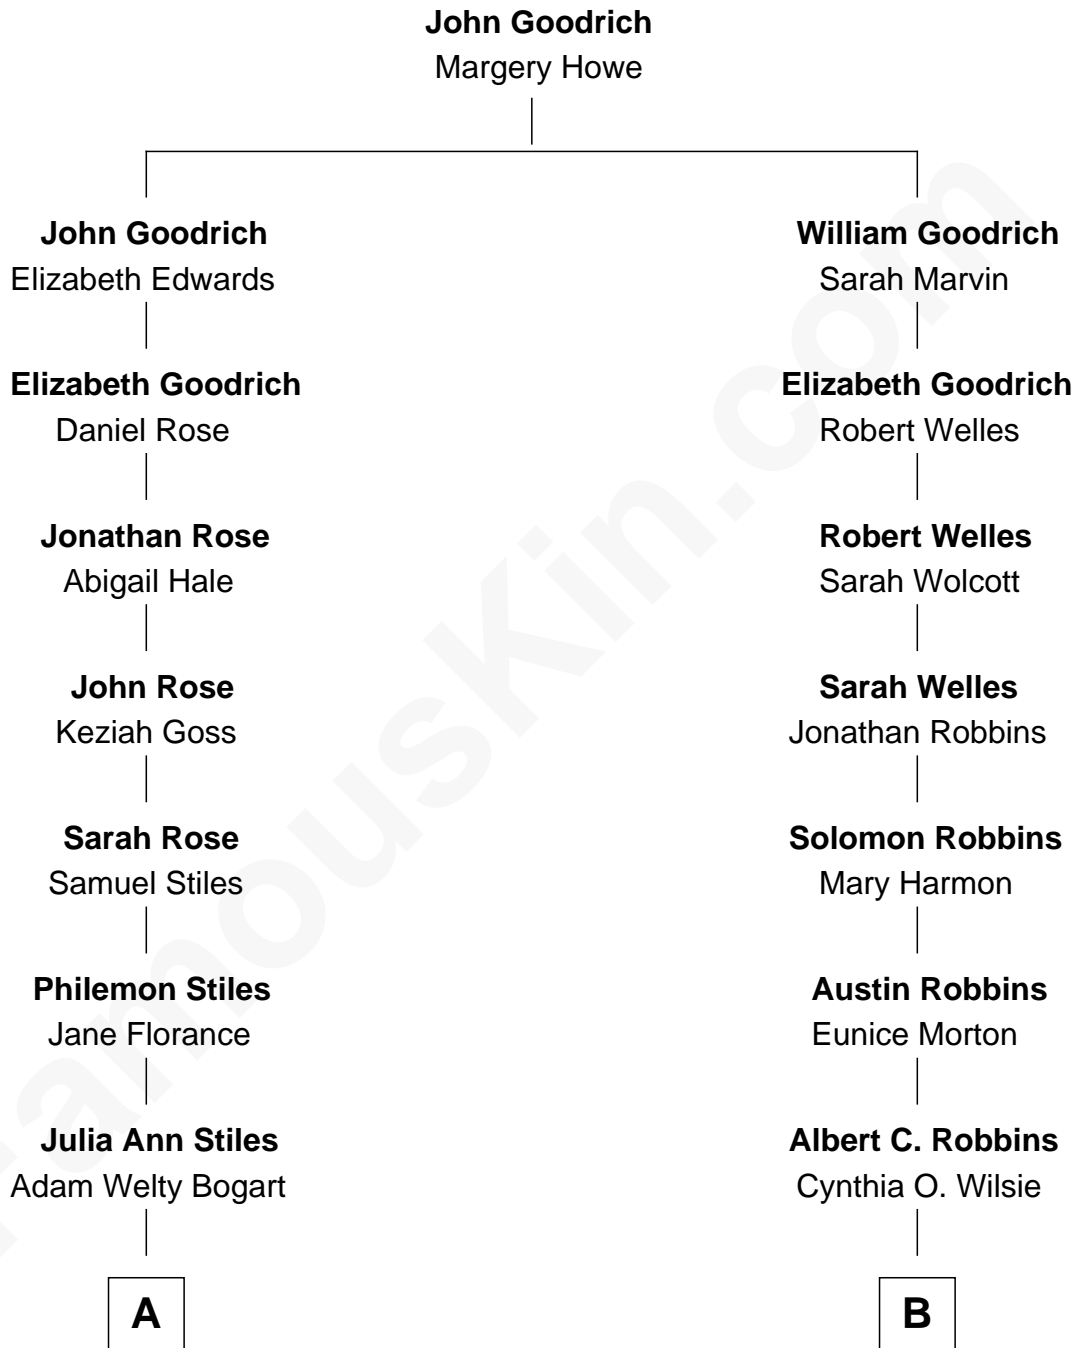 John Goodrich
Margery Howe
John Goodrich
Elizabeth Edwards
William Goodrich
Sarah Marvin
Elizabeth Goodrich
Daniel Rose
Elizabeth Goodrich
Robert Welles
Jonathan Rose
Abigail Hale
Robert Welles
Sarah Wolcott
John Rose
Keziah Goss
Sarah Welles
Jonathan Robbins
Sarah Rose
Samuel Stiles
Solomon Robbins
Mary Harmon
Philemon Stiles
Jane Florance
Austin Robbins
Eunice Morton
Julia Ann Stiles
Adam Welty Bogart
Albert C. Robbins
Cynthia O. Wilsie
A
B
FamousKin.com